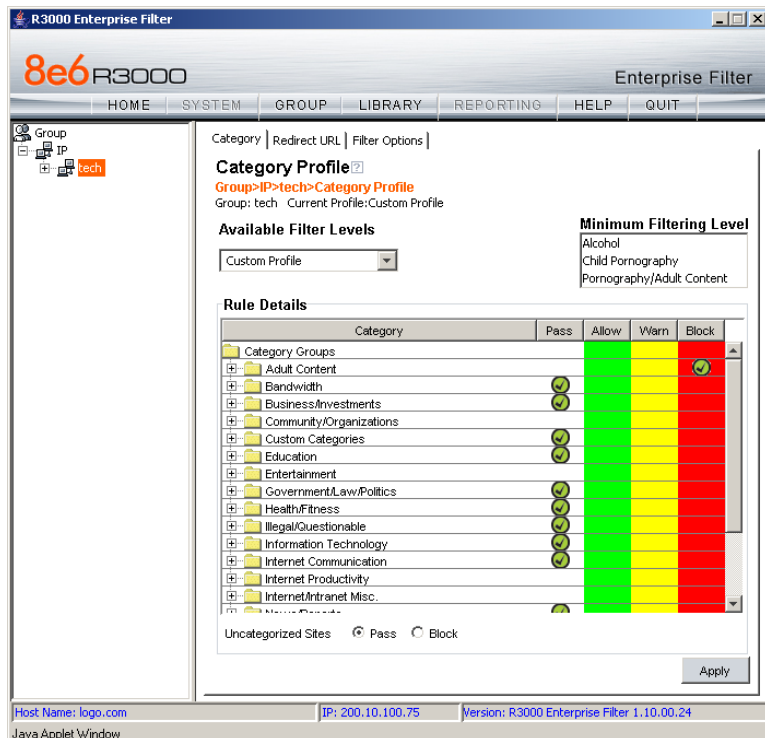 R3000 Enterprise Filter
8e6 R3000
Enterprise Filter
HOME SYSTEM GROUP LIBRARY REPORTING HELP QUIT
Group
IP
tech
Category Redirect URL Filter Options
Category Profile ?
Group>IP>tech>Category Profile
Group: tech Current Profile:Custom Profile
Available Filter Levels
Custom Profile
Minimum Filtering Level
Alcohol
Child Pornography
Pornography/Adult Content
Rule Details
Category Pass Allow Warn Block
Category Groups
Adult Content
Bandwidth
Business/Investments
Community/Organizations
Custom Categories
Education
Entertainment
Government/Law/Politics
Health/Fitness
Illegal/Questionable
Information Technology
Internet Communication
Internet Productivity
Internet/Intranet Misc.
News/Reports
Uncategorized Sites Pass Block
Apply
Host Name: logo.com IP: 200.10.100.75 Version: R3000 Enterprise Filter 1.10.00.24
Java Applet Window